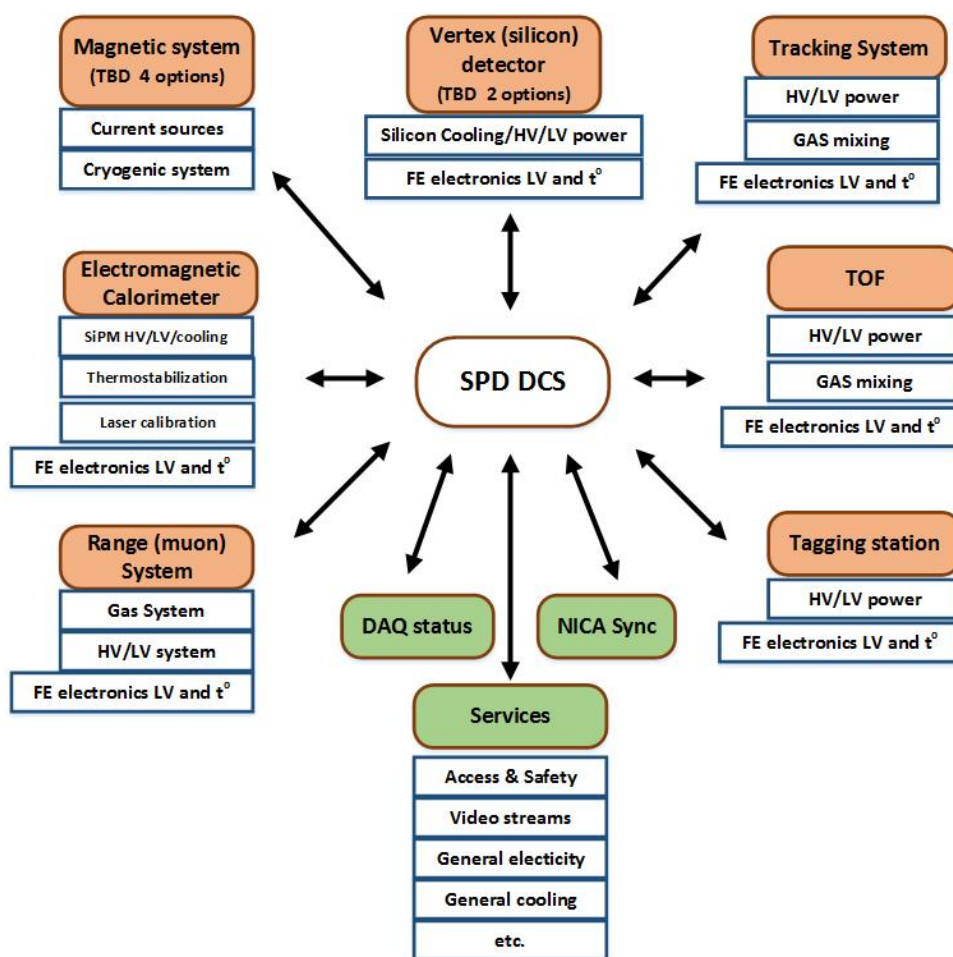 Magnetic system
(TBD 4 options)
Current sources
Cryogenic system
Vertex (silicon)
detector
(TBD 2 options)
Silicon Cooling/HV/LV power
FE electronics LV and t°
Tracking System
HV/LV power
GAS mixing
FE electronics LV and t°
Electromagnetic
Calorimeter
SiPM HV/LV/cooling
Thermostabilization
Laser calibration
FE electronics LV and t°
SPD DCS
TOF
HV/LV power
GAS mixing
FE electronics LV and t°
Range (muon)
System
Gas System
HV/LV system
FE electronics LV and t°
DAQ status
NICA Sync
Tagging station
HV/LV power
FE electronics LV and t°
Services
Access & Safety
Video streams
General electicity
General cooling
etc.